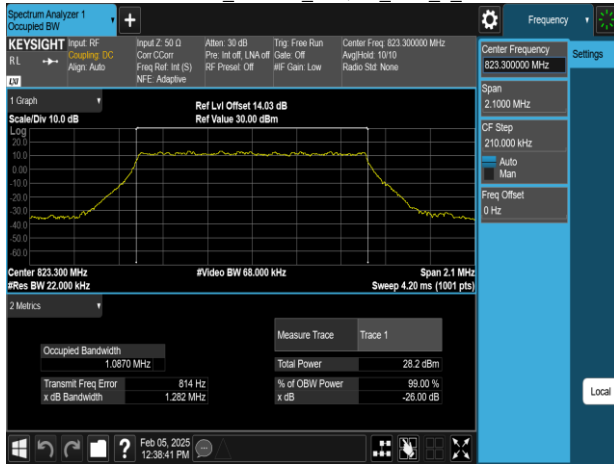 Spectrum Analyzer 1
Occupied BW
Frequency
KEYSIGHT
Input: RF
Coupling: DC
Align: Auto
Input Z: 50 Ω
Corr CCorr
Freq Ref: Int (S)
NFE: Adaptive
Atten: 30 dB
Pre: Int off, LNA off
RF Preset: Off
Trig: Free Run
Gate: Off
#IF Gain: Low
Center Freq: 823.300000 MHz
Avg|Hold: 10/10
Radio Std: None
R L
LXI
Center Frequency
823.300000 MHz
Settings
Span
2.1000 MHz
CF Step
210.000 kHz
Auto
Man
Freq Offset
0 Hz
Local
1 Graph
Scale/Div 10.0 dB
Ref Lvl Offset 14.03 dB
Ref Value 30.00 dBm
Log
20.0
10.0
0.00
-10.0
-20.0
-30.0
-40.0
-50.0
-60.0
Center 823.300 MHz
#Video BW 68.000 kHz
Span 2.1 MHz
#Res BW 22.000 kHz
Sweep 4.20 ms (1001 pts)
2 Metrics
Measure Trace
Trace 1
Occupied Bandwidth
1.0870 MHz
Total Power
28.2 dBm
Transmit Freq Error
814 Hz
% of OBW Power
99.00 %
x dB Bandwidth
1.282 MHz
x dB
-26.00 dB
Feb 05, 2025
12:38:41 PM